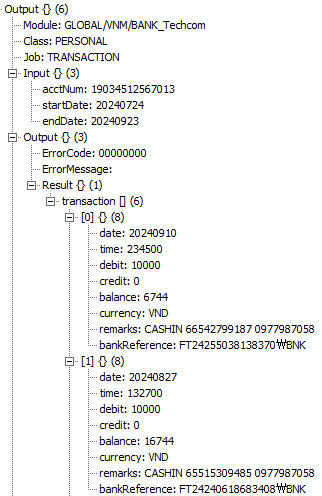 Output {} (6)
Module: GLOBAL/VNM/BANK_Techcom
Class: PERSONAL
Job: TRANSACTION
Input {} (3)
acctNum: 19034512567013
startDate: 20240724
endDate: 20240923
Output {} (3)
ErrorCode: 00000000
ErrorMessage:
Result {} (1)
transaction [] (6)
[0] {} (8)
date: 20240910
time: 234500
debit: 10000
credit: 0
balance: 6744
currency: VND
remarks: CASHIN 66542799187 0977987058
bankReference: FT24255038138370₩BNK
[1] {} (8)
date: 20240827
time: 132700
debit: 10000
credit: 0
balance: 16744
currency: VND
remarks: CASHIN 65515309485 0977987058
bankReference: FT24240618683408₩BNK